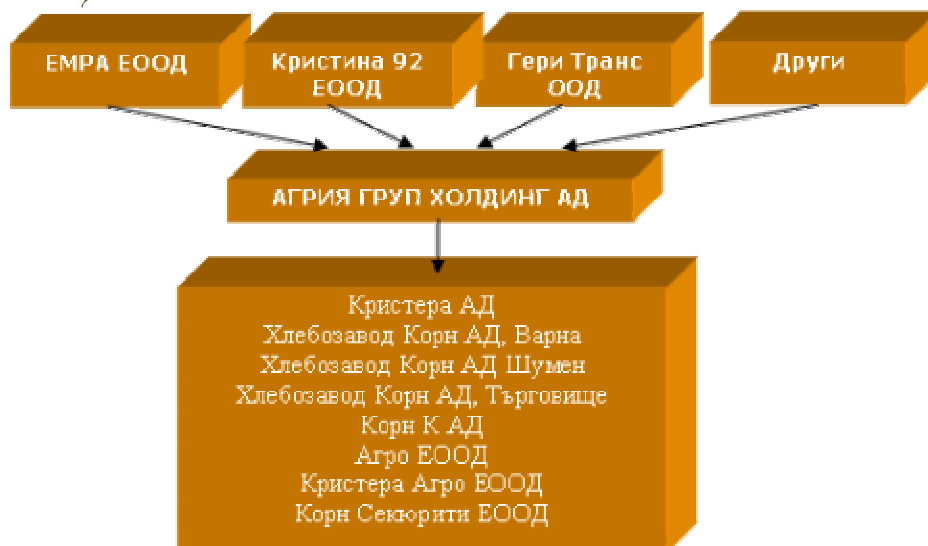 ЕМРА ЕООД
Кристина 92
ЕООД
Гери Транс
ООД
Други
АГРИЯ ГРУП ХОЛДИНГ АД
Кристера АД
Хлебозавод Корн АД, Варна
Хлебозавод Корн АД Шумен
Хлебозавод Корн АД, Търговище
Корн К АД
Агро ЕООД
Кристера Агро ЕООД
Корн Секюрити ЕООД